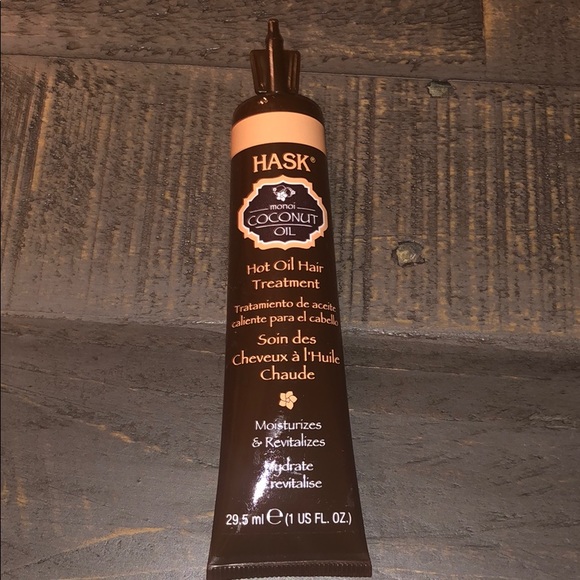 HASK®
monoi
COCONUT
OIL
Hot Oil Hair
Treatment
Tratamiento de aceite
caliente para el cabello
Soin des
Cheveux à l'Huile
Chaude
Moisturizes
& Revitalizes
Hydrate
revitalise
29.5 ml ℮ (1 US FL. OZ.)